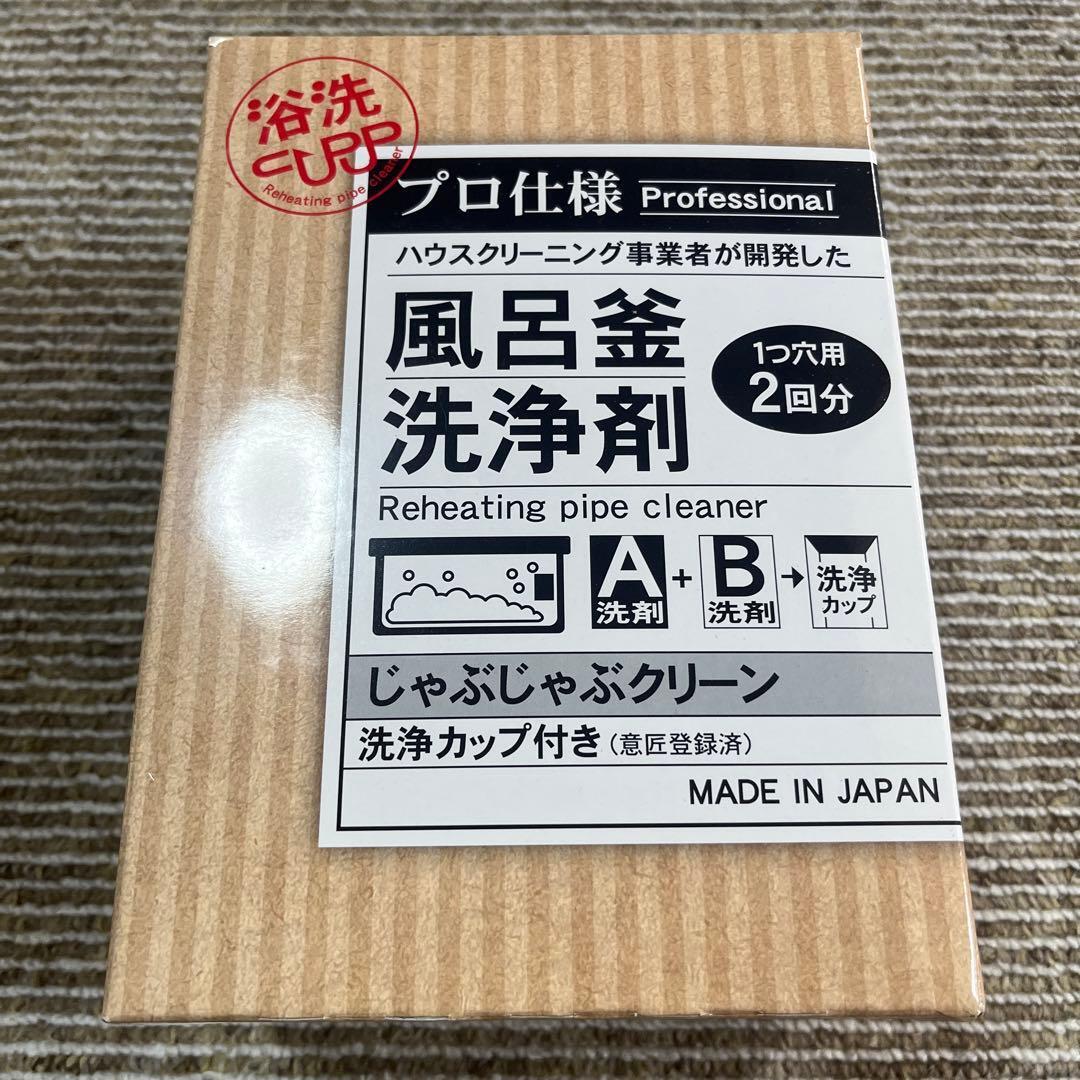 浴洗
CUPP
Reheating pipe cleaner
プロ仕様 Professional
ハウスクリーニング事業者が開発した
風呂釜
洗浄剤
1つ穴用
2回分
Reheating pipe cleaner
A
洗剤
+
B
洗剤
→
洗浄
カップ
じゃぶじゃぶクリーン
洗浄カップ付き(意匠登録済)
MADE IN JAPAN